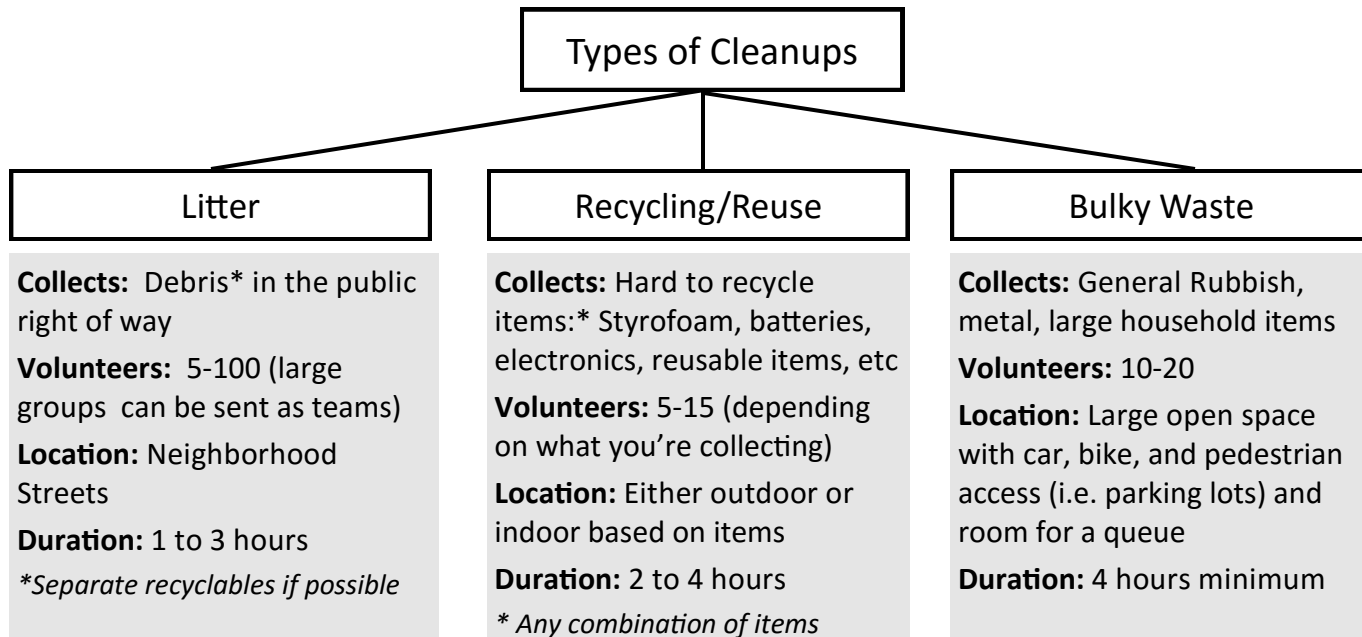 Types of Cleanups
Litter
Collects: Debris* in the public
right of way
Volunteers: 5-100 (large
groups can be sent as teams)
Location: Neighborhood
Streets
Duration: 1 to 3 hours
*Separate recyclables if possible
Recycling/Reuse
Collects: Hard to recycle
items:* Styrofoam, batteries,
electronics, reusable items, etc
Volunteers: 5-15 (depending
on what you’re collecting)
Location: Either outdoor or
indoor based on items
Duration: 2 to 4 hours
* Any combination of items
Bulky Waste
Collects: General Rubbish,
metal, large household items
Volunteers: 10-20
Location: Large open space
with car, bike, and pedestrian
access (i.e. parking lots) and
room for a queue
Duration: 4 hours minimum